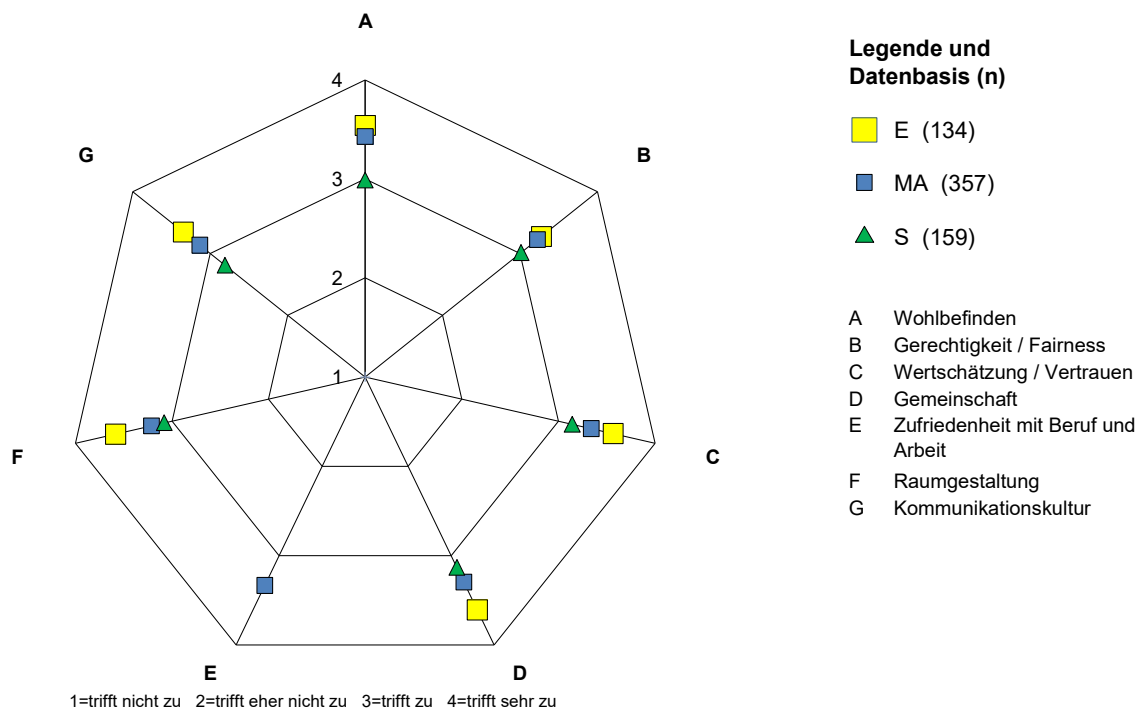 A
4
G
B
3
2
1
F
C
E
D
1=trifft nicht zu 2=trifft eher nicht zu 3=trifft zu 4=trifft sehr zu
Legende und
Datenbasis (n)
E (134)
MA (357)
S (159)
A Wohlbefinden
B Gerechtigkeit / Fairness
C Wertschätzung / Vertrauen
D Gemeinschaft
E Zufriedenheit mit Beruf und
Arbeit
F Raumgestaltung
G Kommunikationskultur